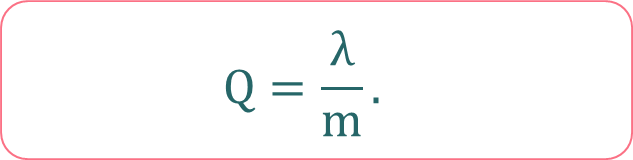 Q = λ/m.